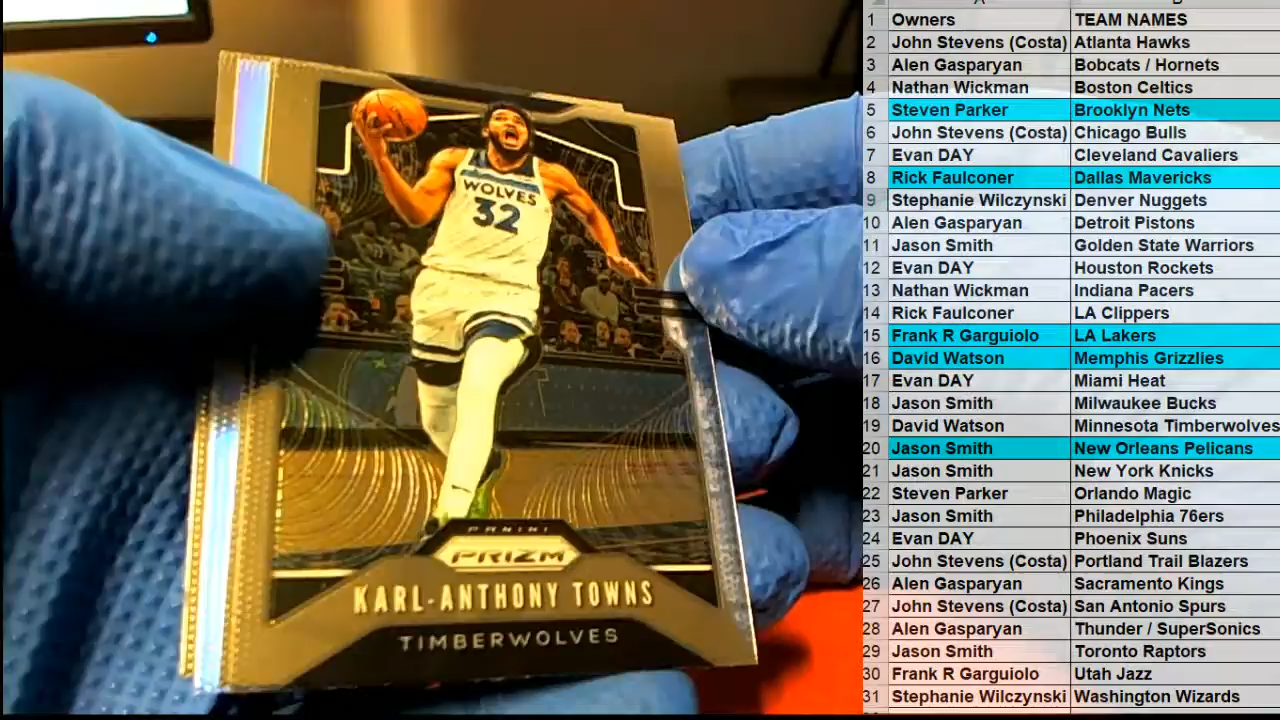 WOLVES
32
PANINI
PRIZM
KARL-ANTHONY TOWNS
TIMBERWOLVES
1 Owners TEAM NAMES
2 John Stevens (Costa) Atlanta Hawks
3 Alen Gasparyan Bobcats / Hornets
4 Nathan Wickman Boston Celtics
5 Steven Parker Brooklyn Nets
6 John Stevens (Costa) Chicago Bulls
7 Evan DAY Cleveland Cavaliers
8 Rick Faulconer Dallas Mavericks
9 Stephanie Wilczynski Denver Nuggets
10 Alen Gasparyan Detroit Pistons
11 Jason Smith Golden State Warriors
12 Evan DAY Houston Rockets
13 Nathan Wickman Indiana Pacers
14 Rick Faulconer LA Clippers
15 Frank R Garguiolo LA Lakers
16 David Watson Memphis Grizzlies
17 Evan DAY Miami Heat
18 Jason Smith Milwaukee Bucks
19 David Watson Minnesota Timberwolves
20 Jason Smith New Orleans Pelicans
21 Jason Smith New York Knicks
22 Steven Parker Orlando Magic
23 Jason Smith Philadelphia 76ers
24 Evan DAY Phoenix Suns
25 John Stevens (Costa) Portland Trail Blazers
26 Alen Gasparyan Sacramento Kings
27 John Stevens (Costa) San Antonio Spurs
28 Alen Gasparyan Thunder / SuperSonics
29 Jason Smith Toronto Raptors
30 Frank R Garguiolo Utah Jazz
31 Stephanie Wilczynski Washington Wizards